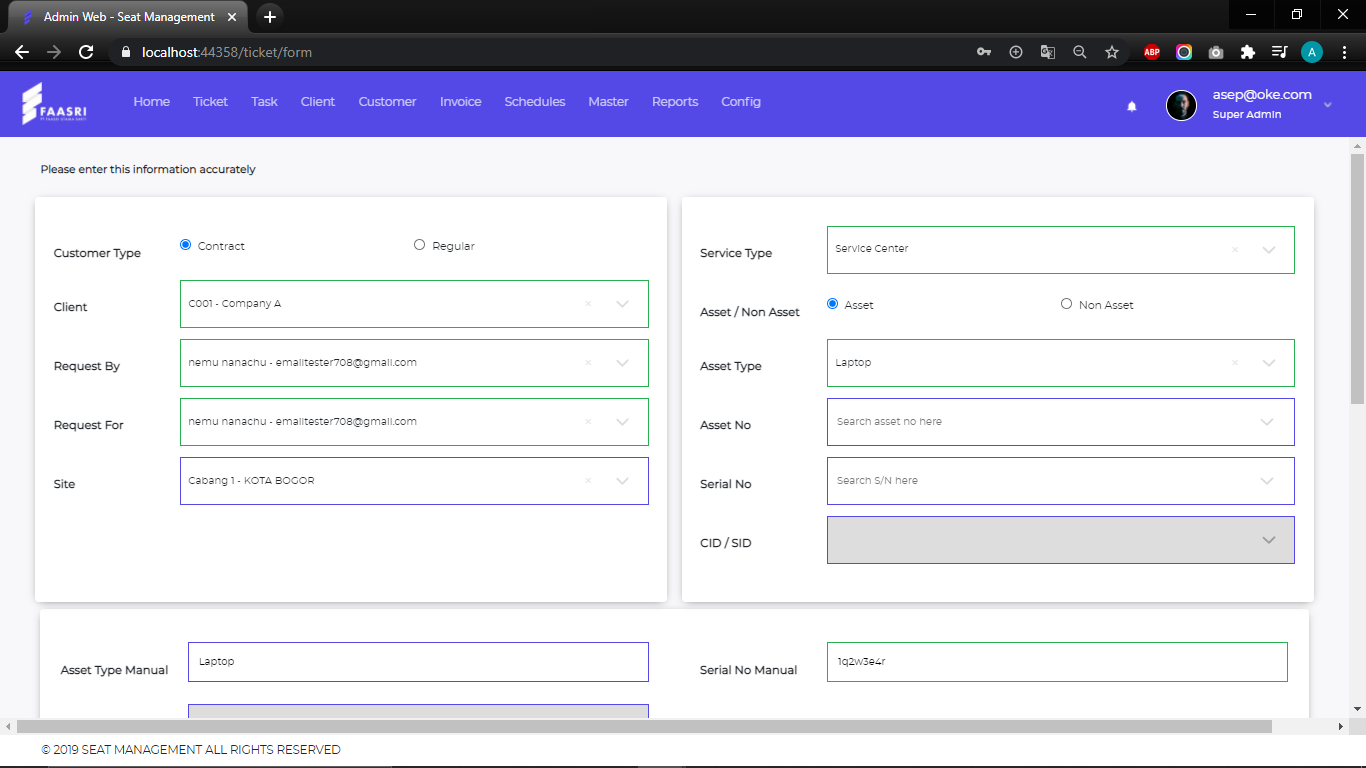 Admin Web - Seat Management
localhost:44358/ticket/form
ABP
A
FAASRI
Home Ticket Task Client Customer Invoice Schedules Master Reports Config
asep@oke.com
Super Admin
Please enter this information accurately
Customer Type
Contract
Regular
Client
C001 - Company A
Request By
nemu nanachu - emailtester708@gmail.com
Request For
nemu nanachu - emailtester708@gmail.com
Site
Cabang 1 - KOTA BOGOR
Service Type
Service Center
Asset / Non Asset
Asset
Non Asset
Asset Type
Laptop
Asset No
Search asset no here
Serial No
Search S/N here
CID / SID
Asset Type Manual
Laptop
Serial No Manual
1q2w3e4r
© 2019 SEAT MANAGEMENT ALL RIGHTS RESERVED